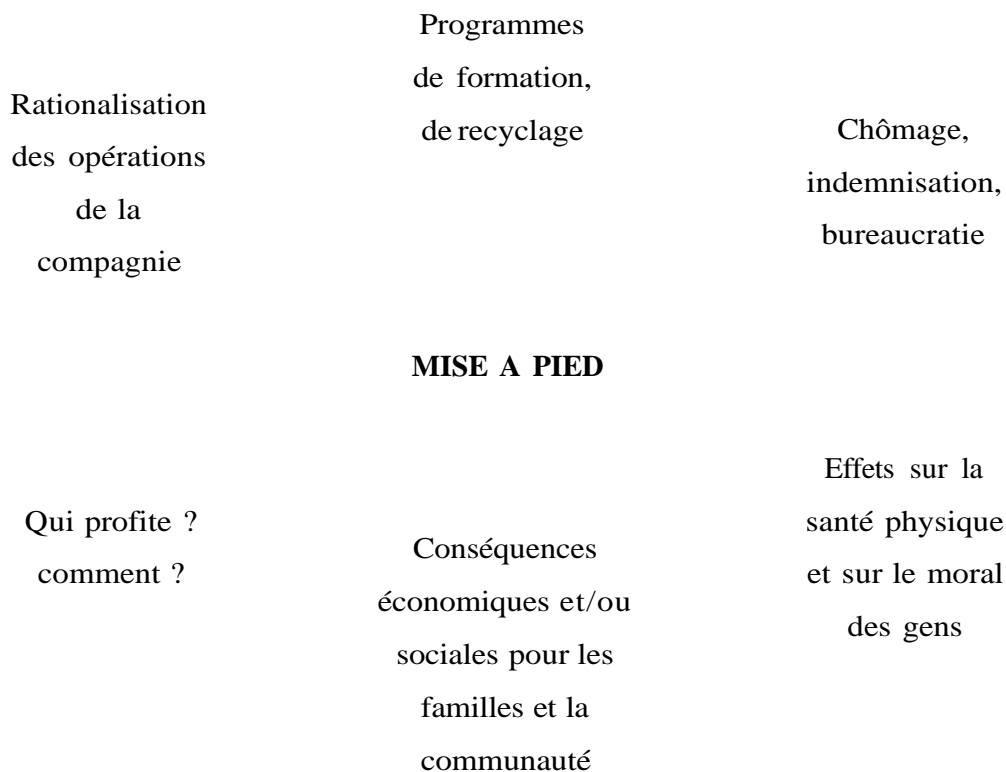 Programmes
de formation,
de recyclage
Rationalisation
des opérations
de la
compagnie
Chômage,
indemnisation,
bureaucratie
MISE A PIED
Qui profite ?
comment ?
Conséquences
économiques et/ou
sociales pour les
familles et la
communauté
Effets sur la
santé physique
et sur le moral
des gens